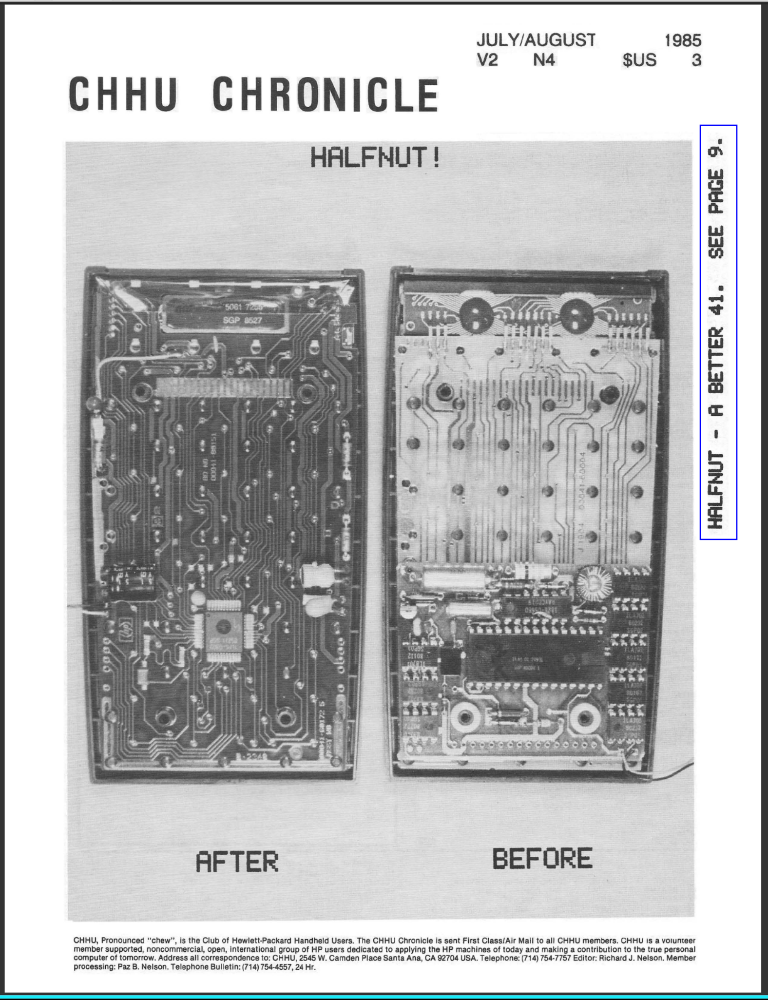 JULY/AUGUST 1985
V2 N4 $US 3
CHHU CHRONICLE
HALFNUT!
HALFNUT - A BETTER 41. SEE PAGE 9.
5061
SGP 8527
BD NO
00041-80151
AFTER
BEFORE
CHHU, Pronounced "chew", is the Club of Hewlett-Packard Handheld Users. The CHHU Chronicle is sent First Class/Air Mail to all CHHU members. CHHU is a volunteer
member supported, noncommercial, open, international group of HP users dedicated to applying the HP machines of today and making a contribution to the true personal
computer of tomorrow. Address all correspondence to: CHHU, 2545 W. Camden Place Santa Ana, CA 92704 USA. Telephone: (714) 754-7757 Editor: Richard J. Nelson. Member
processing: Paz B. Nelson. Telephone Bulletin: (714) 754-4557, 24 Hr.